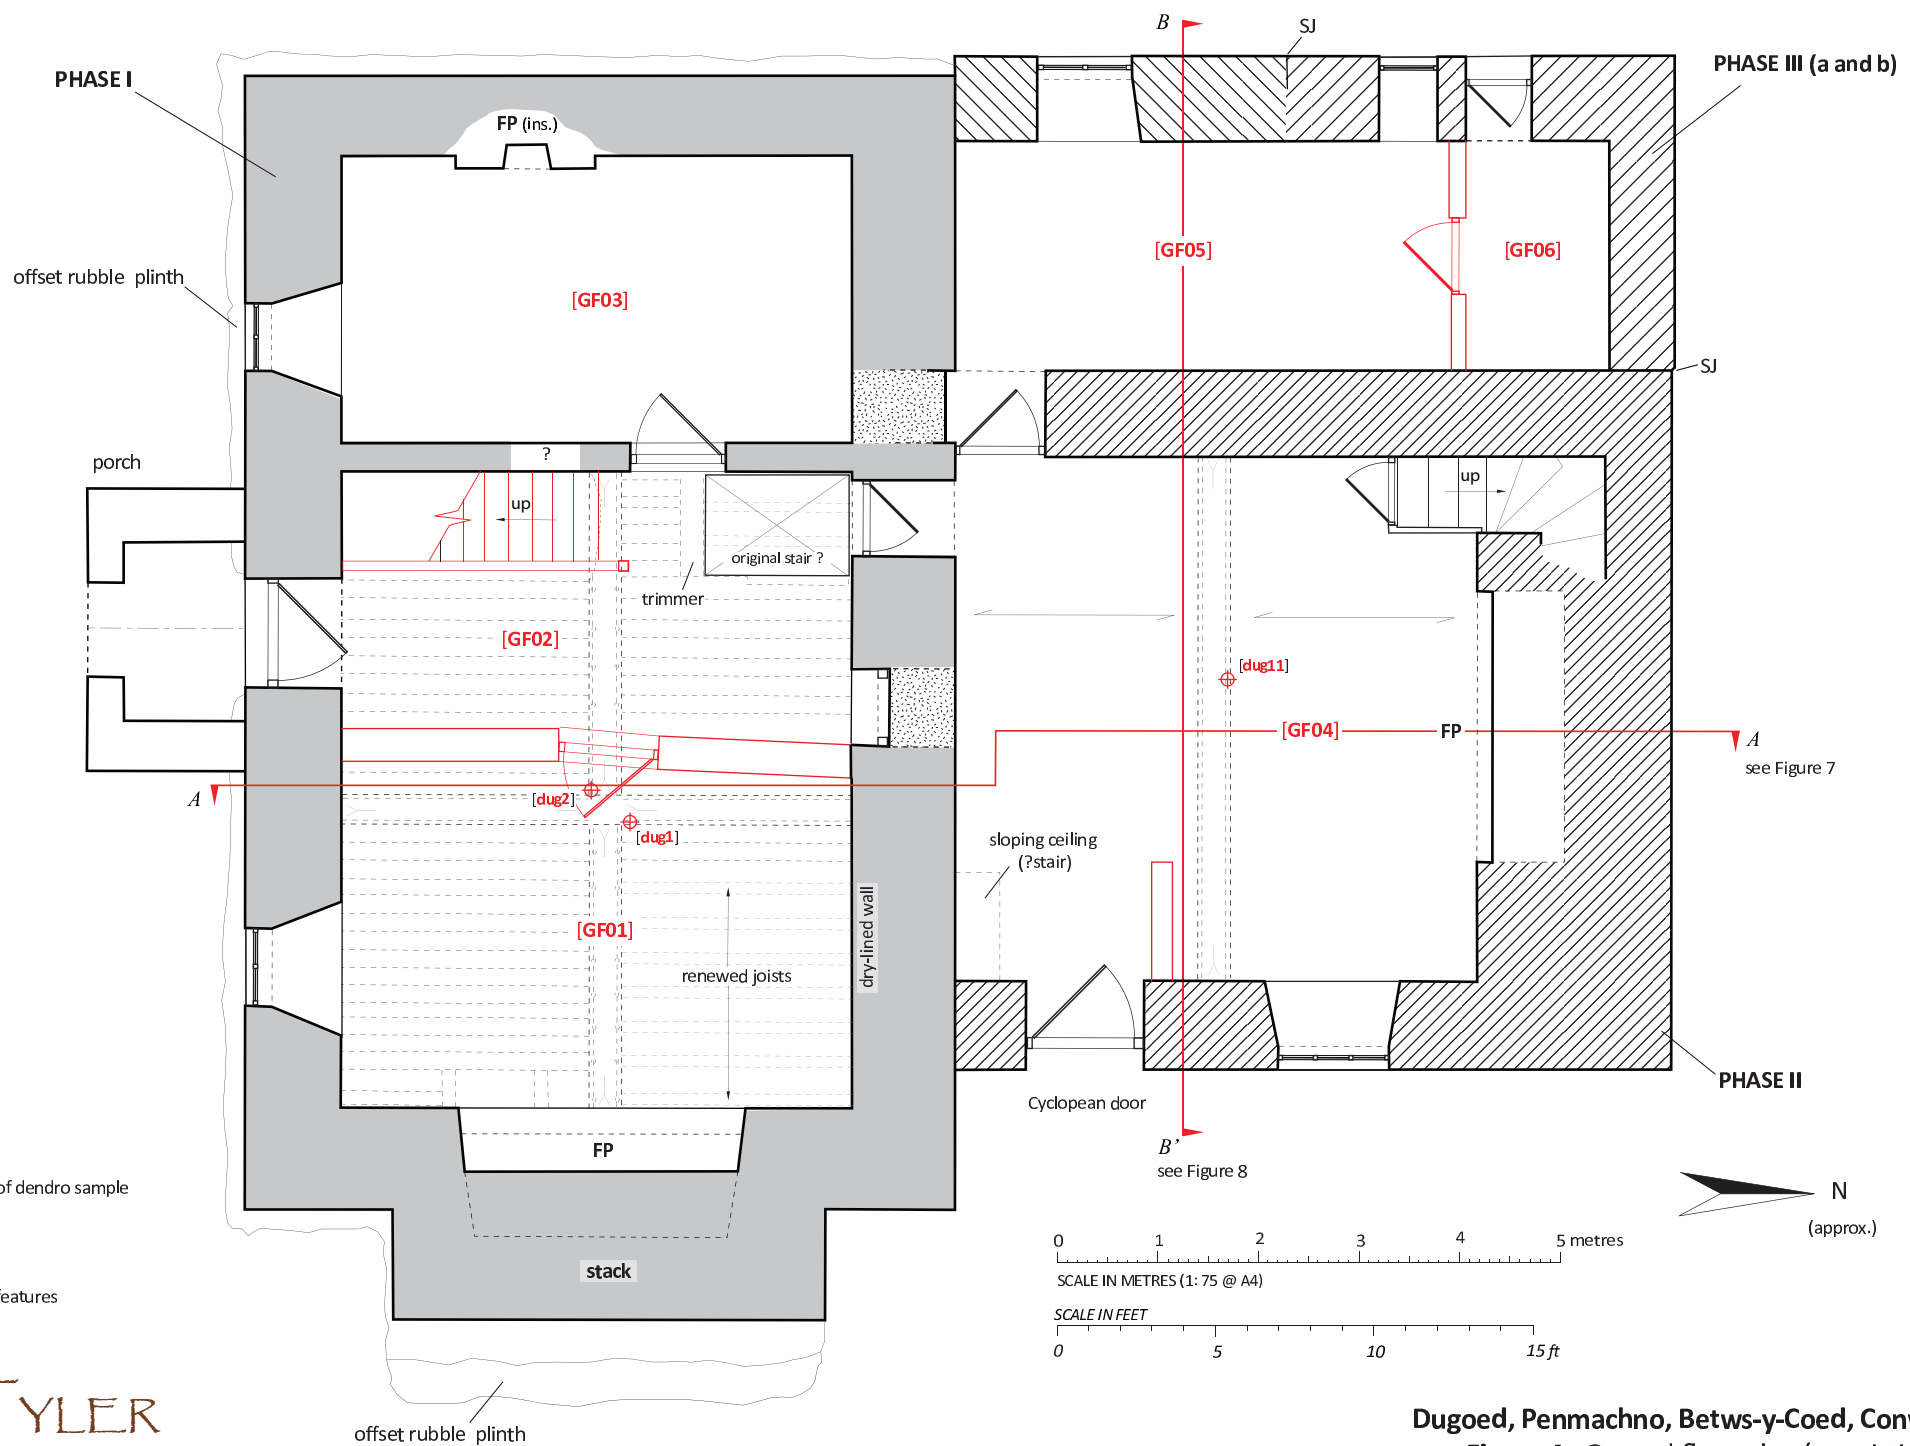 B
SJ
PHASE I
PHASE III (a and b)
FP (ins.)
offset rubble plinth
[GF03]
[GF05]
[GF06]
SJ
porch
?
up
up
original stair ?
trimmer
[GF02]
[dug11]
[GF04]
FP
A
see Figure 7
A
[dug2]
[dug1]
sloping ceiling
(?stair)
dry-lined wall
[GF01]
renewed joists
PHASE II
Cyclopean door
B'
see Figure 8
FP
of dendro sample
N
(approx.)
0 1 2 3 4 5 metres
SCALE IN METRES (1: 75 @ A4)
stack
features
SCALE IN FEET
0 5 10 15 ft
YLER
offset rubble plinth
Dugoed, Penmachno, Betws-y-Coed,